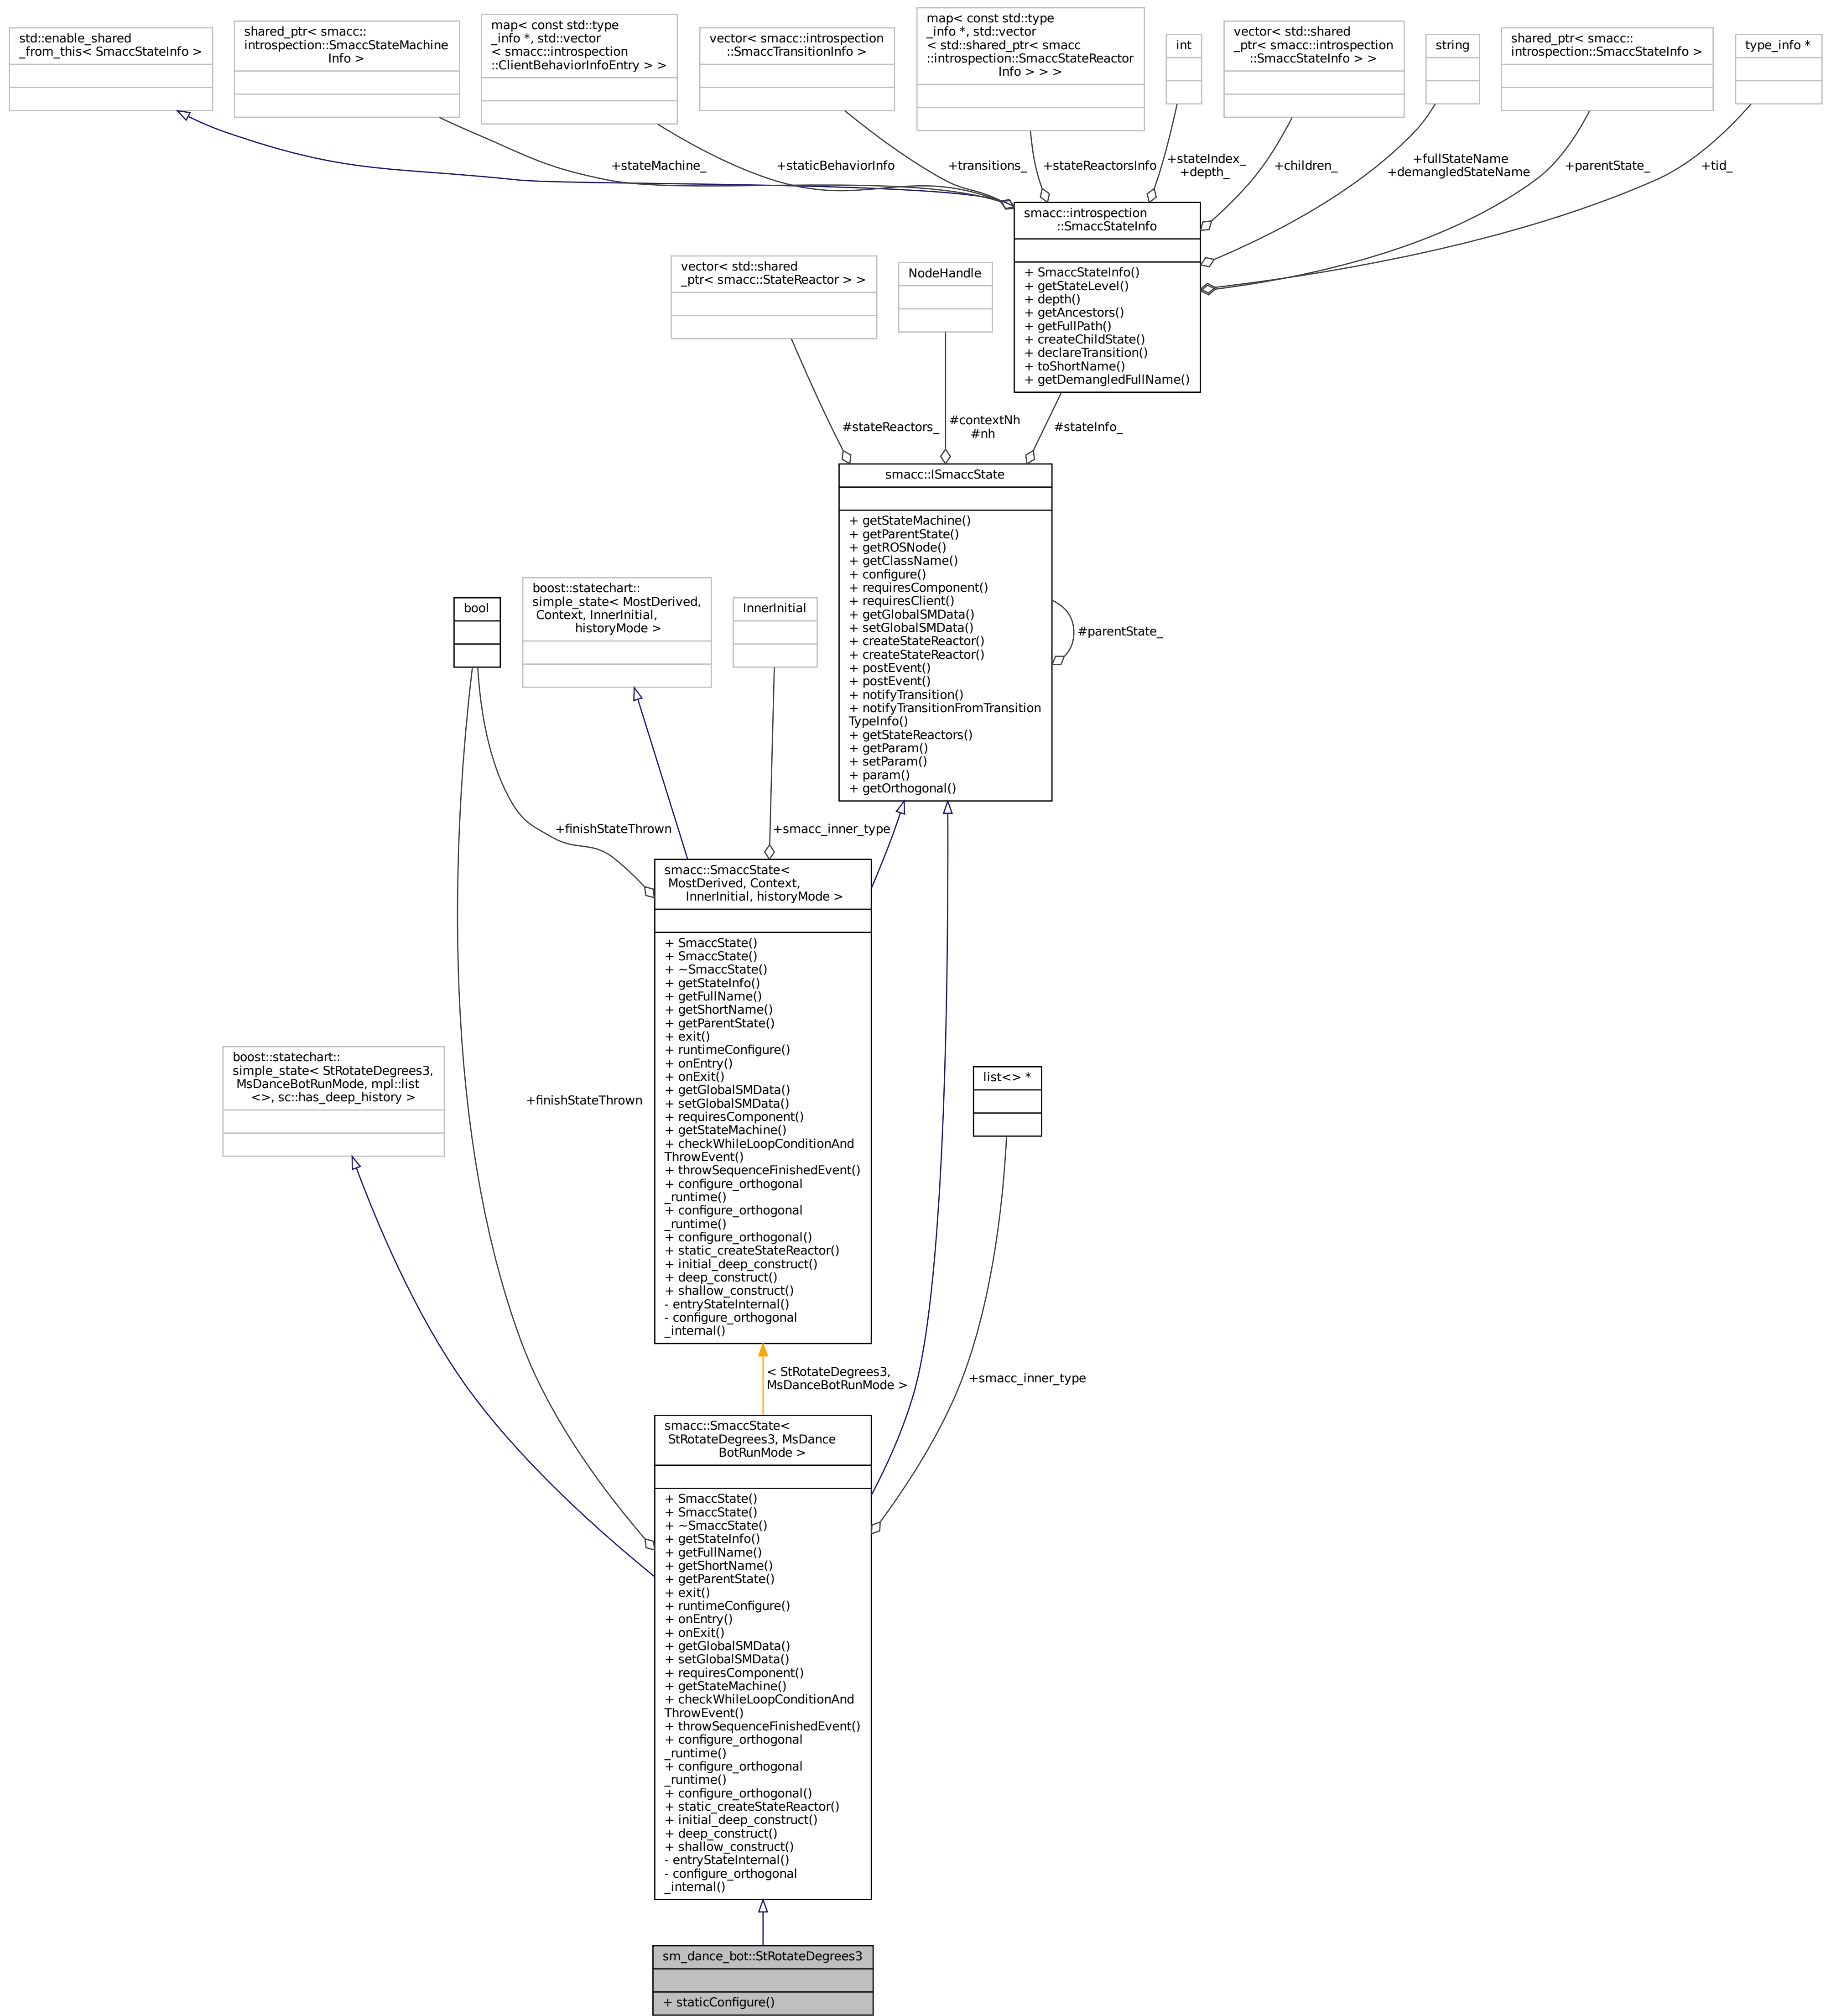 std::enable_shared
_from_this< SmaccStateInfo >
shared_ptr< smacc::
introspection::SmaccStateMachine
Info >
map< const std::type
_info *, std::vector
< smacc::introspection
::ClientBehaviorInfoEntry > >
vector< smacc::introspection
::SmaccTransitionInfo >
map< const std::type
_info *, std::vector
< std::shared_ptr< smacc
::introspection::SmaccStateReactor
Info > > >
int
vector< std::shared
_ptr< smacc::introspection
::SmaccStateInfo > >
string
shared_ptr< smacc::
introspection::SmaccStateInfo >
type_info *
+stateMachine_
+staticBehaviorInfo
+transitions_
+stateReactorsInfo
+stateIndex_
+depth_
+children_
+fullStateName
+demangledStateName
+parentState_
+tid_
smacc::introspection
::SmaccStateInfo
+ SmaccStateInfo()
+ getStateLevel()
+ depth()
+ getAncestors()
+ getFullPath()
+ createChildState()
+ declareTransition()
+ toShortName()
+ getDemangledFullName()
vector< std::shared
_ptr< smacc::StateReactor > >
NodeHandle
#stateReactors_
#contextNh
#nh
#stateInfo_
smacc::ISmaccState
+ getStateMachine()
+ getParentState()
+ getROSNode()
+ getClassName()
+ configure()
+ requiresComponent()
+ requiresClient()
+ getGlobalSMData()
+ setGlobalSMData()
+ createStateReactor()
+ createStateReactor()
+ postEvent()
+ postEvent()
+ notifyTransition()
+ notifyTransitionFromTransition
TypeInfo()
+ getStateReactors()
+ getParam()
+ setParam()
+ param()
+ getOrthogonal()
#parentState_
bool
boost::statechart::
simple_state< MostDerived,
Context, InnerInitial,
historyMode >
InnerInitial
+finishStateThrown
+smacc_inner_type
smacc::SmaccState<
MostDerived, Context,
InnerInitial, historyMode >
+ SmaccState()
+ SmaccState()
+ ~SmaccState()
+ getStateInfo()
+ getFullName()
+ getShortName()
+ getParentState()
+ exit()
+ runtimeConfigure()
+ onEntry()
+ onExit()
+ getGlobalSMData()
+ setGlobalSMData()
+ requiresComponent()
+ getStateMachine()
+ checkWhileLoopConditionAnd
ThrowEvent()
+ throwSequenceFinishedEvent()
+ configure_orthogonal
_runtime()
+ configure_orthogonal
_runtime()
+ configure_orthogonal()
+ static_createStateReactor()
+ initial_deep_construct()
+ deep_construct()
+ shallow_construct()
- entryStateInternal()
- configure_orthogonal
_internal()
boost::statechart::
simple_state< StRotateDegrees3,
MsDanceBotRunMode, mpl::list
<>, sc::has_deep_history >
+finishStateThrown
list<> *
< StRotateDegrees3,
MsDanceBotRunMode >
+smacc_inner_type
smacc::SmaccState<
StRotateDegrees3, MsDance
BotRunMode >
+ SmaccState()
+ SmaccState()
+ ~SmaccState()
+ getStateInfo()
+ getFullName()
+ getShortName()
+ getParentState()
+ exit()
+ runtimeConfigure()
+ onEntry()
+ onExit()
+ getGlobalSMData()
+ setGlobalSMData()
+ requiresComponent()
+ getStateMachine()
+ checkWhileLoopConditionAnd
ThrowEvent()
+ throwSequenceFinishedEvent()
+ configure_orthogonal
_runtime()
+ configure_orthogonal
_runtime()
+ configure_orthogonal()
+ static_createStateReactor()
+ initial_deep_construct()
+ deep_construct()
+ shallow_construct()
- entryStateInternal()
- configure_orthogonal
_internal()
sm_dance_bot::StRotateDegrees3
+ staticConfigure()